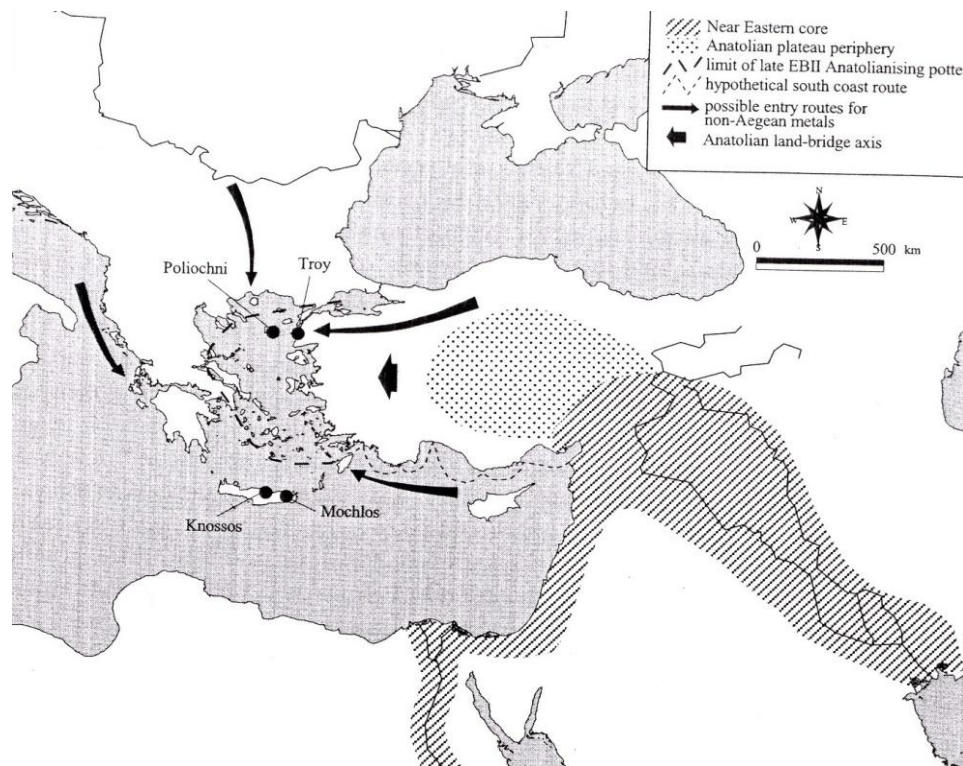 Near Eastern core
Anatolian plateau periphery
limit of late EBII Anatolianising potte
hypothetical south coast route
possible entry routes for
non-Aegean metals
Anatolian land-bridge axis
N
W E
S
0 500 km
Poliochni
Troy
Knossos
Mochlos